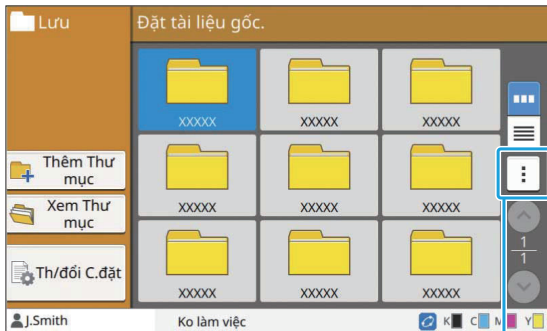 Lưu
Đặt tài liệu gốc.
XXXXX
XXXXX
XXXXX
Thêm Thư
mục
XXXXX
XXXXX
XXXXX
Xem Thư
mục
1
1
Th/đổi C.đặt
XXXXX
XXXXX
XXXXX
J.Smith
Ko làm việc
K C M Y